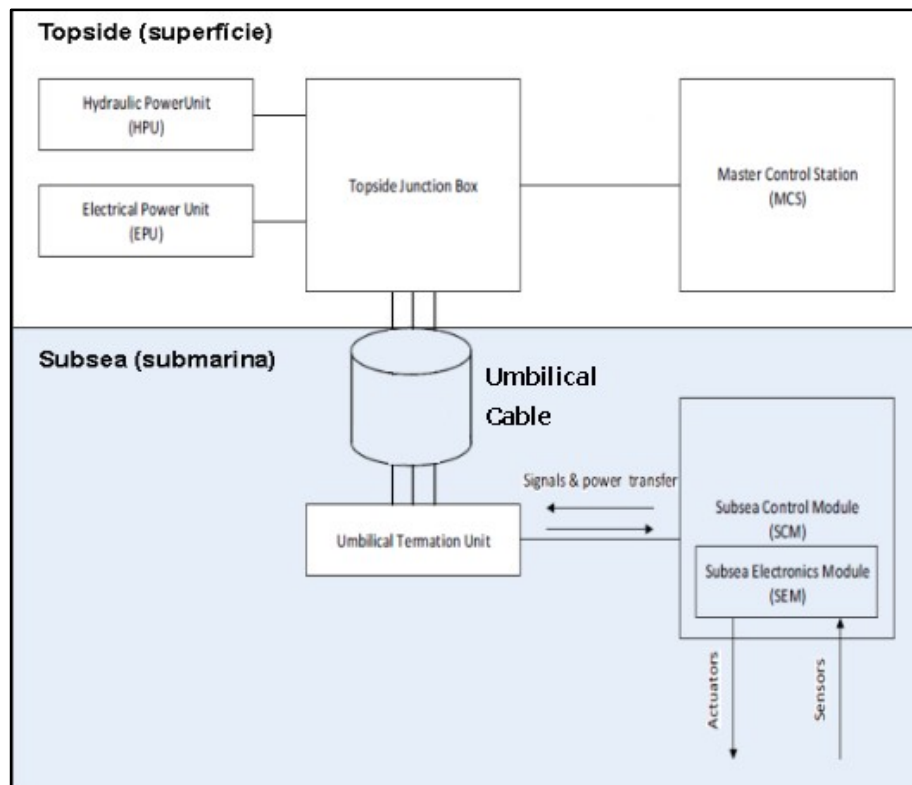 Topside (superfície)
Hydraulic PowerUnit
(HPU)
Electrical Power Unit
(EPU)
Topside Junction Box
Master Control Station
(MCS)
Subsea (submarina)
Umbilical
Cable
Signals & power transfer
Umbilical Termation Unit
Subsea Control Module
(SCM)
Subsea Electronics Module
(SEM)
Actuators
Sensors